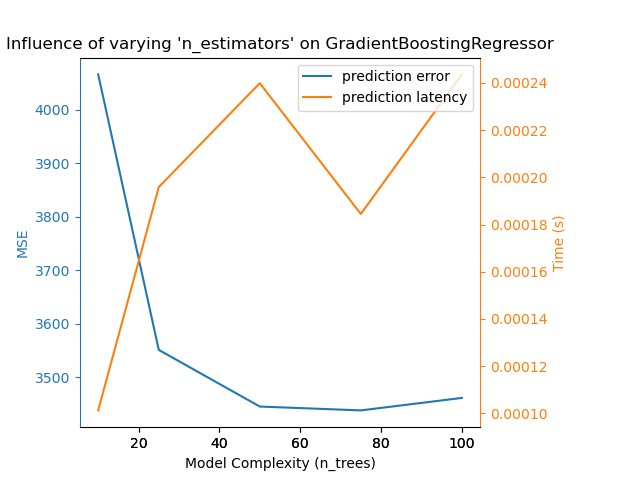 Influence of varying 'n_estimators' on GradientBoostingRegressor
prediction error
prediction latency
MSE
4000
3900
3800
3700
3600
3500
0.00024
0.00022
0.00020
0.00018
0.00016
0.00014
0.00012
0.00010
Time (s)
20 40 60 80 100
Model Complexity (n_trees)